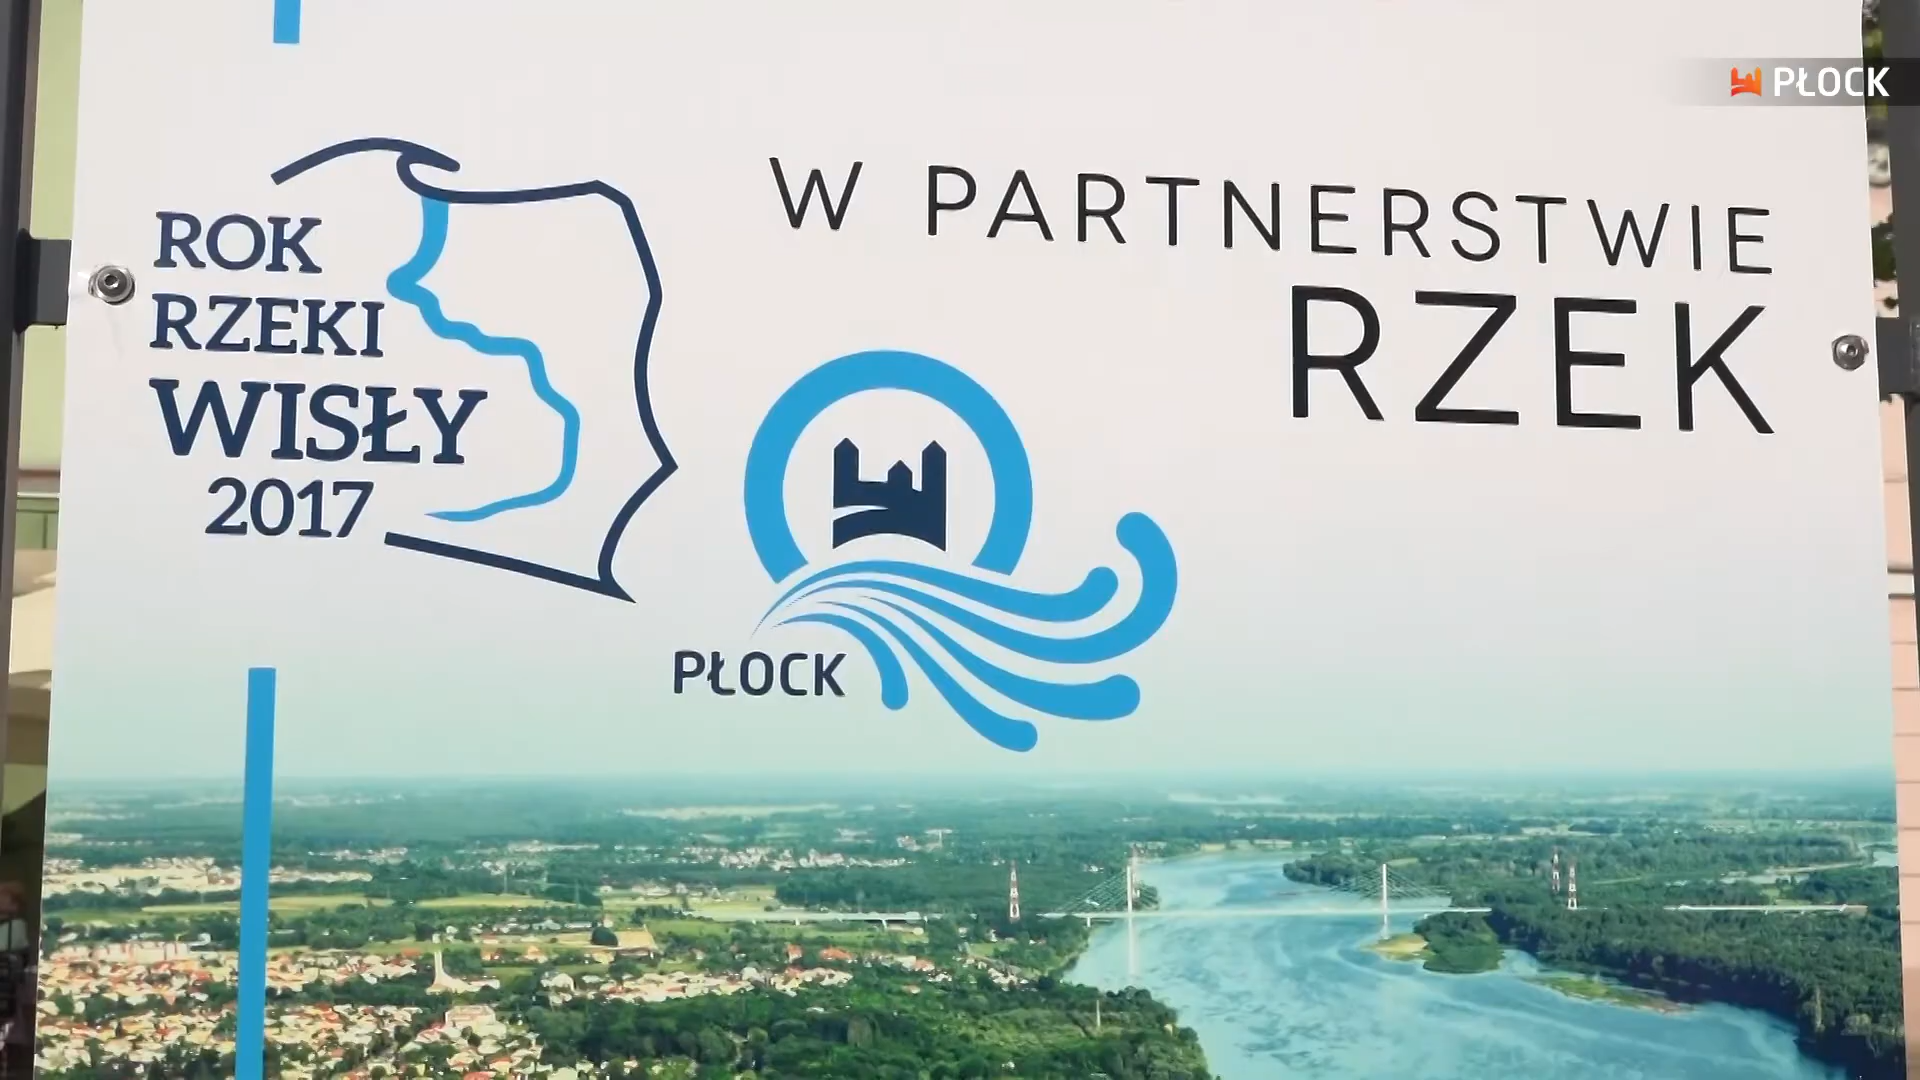 PŁOCK
W PARTNERSTWIE
RZEK
ROK
RZEKI
WISŁY
2017
PŁOCK